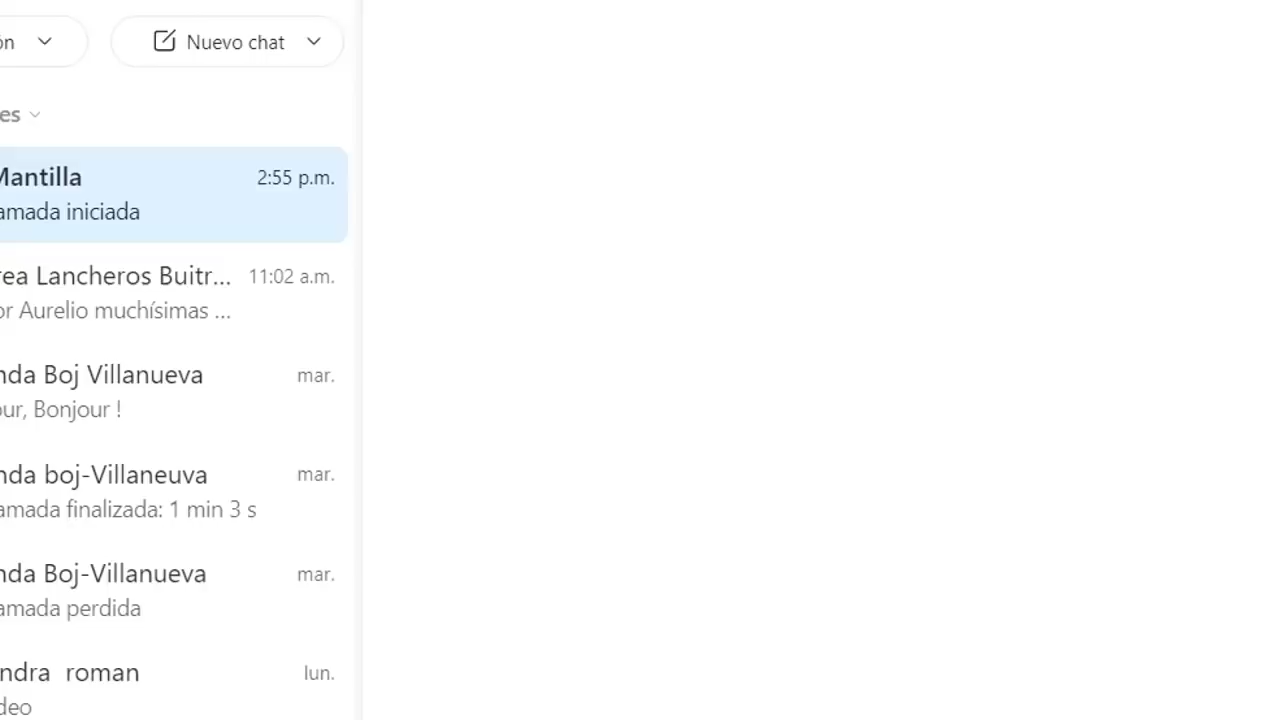 ón
Nuevo chat
es
Mantilla 2:55 p.m.
amada iniciada
rea Lancheros Buitr... 11:02 a.m.
or Aurelio muchísimas ...
nda Boj Villanueva mar.
our, Bonjour !
nda boj-Villaneuva mar.
amada finalizada: 1 min 3 s
nda Boj-Villanueva mar.
amada perdida
ndra roman lun.
deo